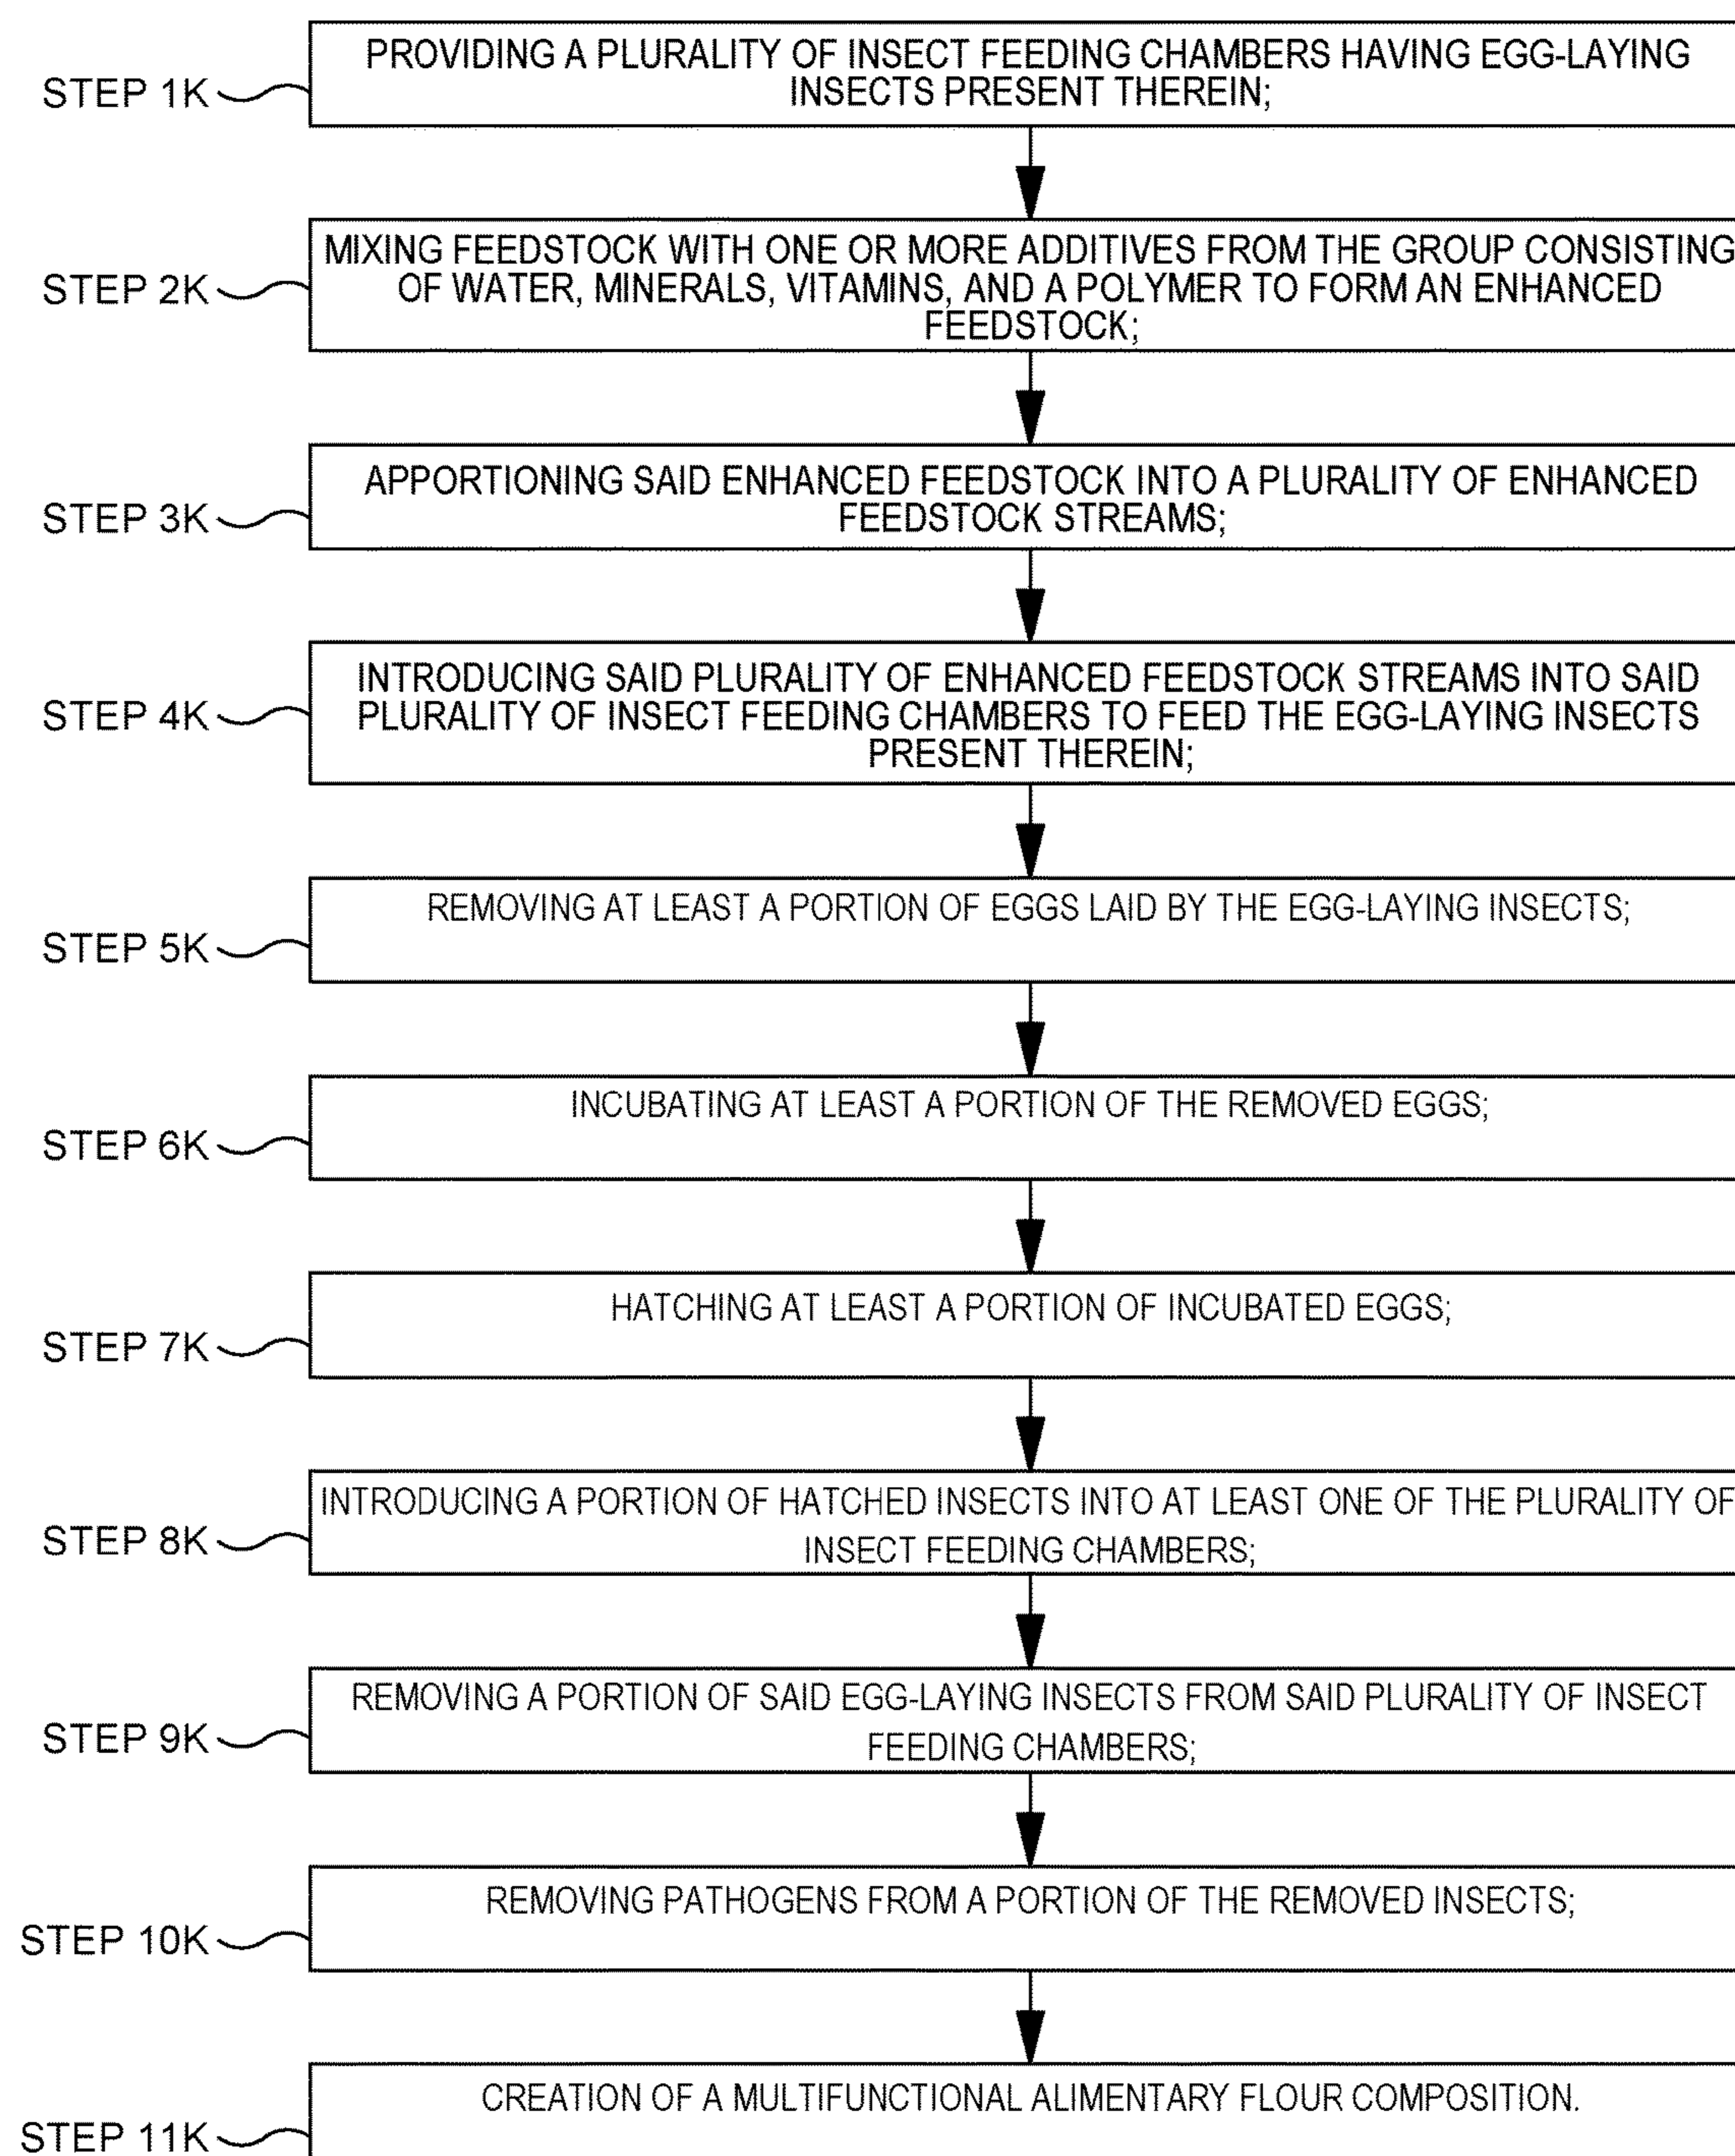 STEP 1K
PROVIDING A PLURALITY OF INSECT FEEDING CHAMBERS HAVING EGG-LAYING
INSECTS PRESENT THEREIN;
STEP 2K
MIXING FEEDSTOCK WITH ONE OR MORE ADDITIVES FROM THE GROUP CONSISTING
OF WATER, MINERALS, VITAMINS, AND A POLYMER TO FORM AN ENHANCED
FEEDSTOCK;
STEP 3K
APPORTIONING SAID ENHANCED FEEDSTOCK INTO A PLURALITY OF ENHANCED
FEEDSTOCK STREAMS;
STEP 4K
INTRODUCING SAID PLURALITY OF ENHANCED FEEDSTOCK STREAMS INTO SAID
PLURALITY OF INSECT FEEDING CHAMBERS TO FEED THE EGG-LAYING INSECTS
PRESENT THEREIN;
STEP 5K
REMOVING AT LEAST A PORTION OF EGGS LAID BY THE EGG-LAYING INSECTS;
STEP 6K
INCUBATING AT LEAST A PORTION OF THE REMOVED EGGS;
STEP 7K
HATCHING AT LEAST A PORTION OF INCUBATED EGGS;
STEP 8K
INTRODUCING A PORTION OF HATCHED INSECTS INTO AT LEAST ONE OF THE PLURALITY OF
INSECT FEEDING CHAMBERS;
STEP 9K
REMOVING A PORTION OF SAID EGG-LAYING INSECTS FROM SAID PLURALITY OF INSECT
FEEDING CHAMBERS;
STEP 10K
REMOVING PATHOGENS FROM A PORTION OF THE REMOVED INSECTS;
STEP 11K
CREATION OF A MULTIFUNCTIONAL ALIMENTARY FLOUR COMPOSITION.